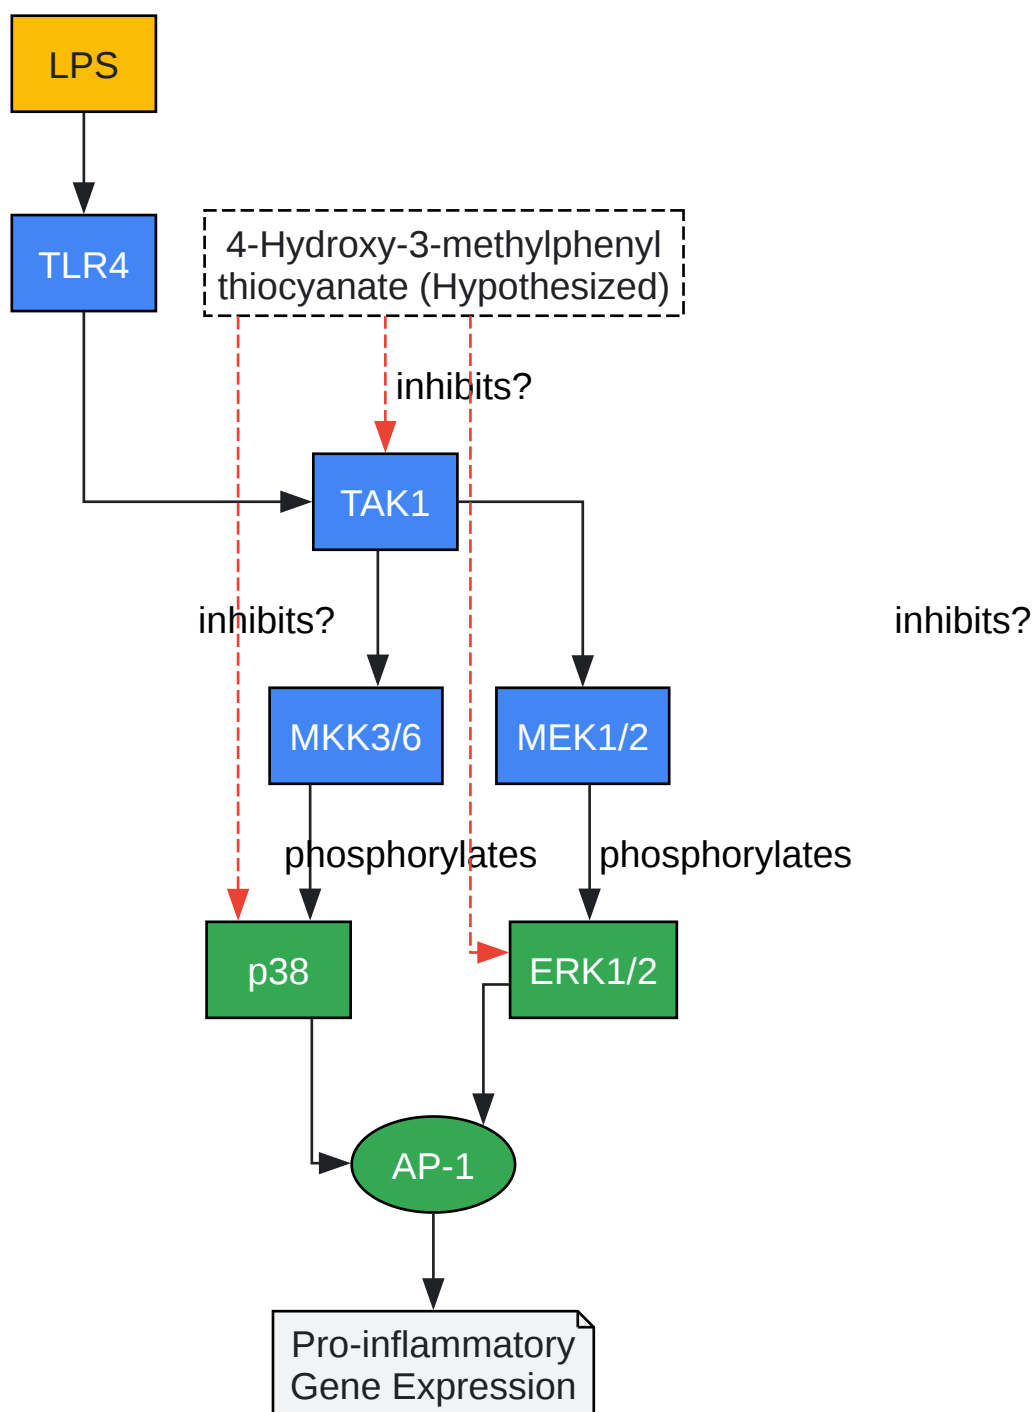 LPS
TLR4
4-Hydroxy-3-methylphenyl
thiocyanate (Hypothesized)
inhibits?
TAK1
inhibits?
inhibits?
MKK3/6
MEK1/2
phosphorylates
phosphorylates
p38
ERK1/2
AP-1
Pro-inflammatory
Gene Expression